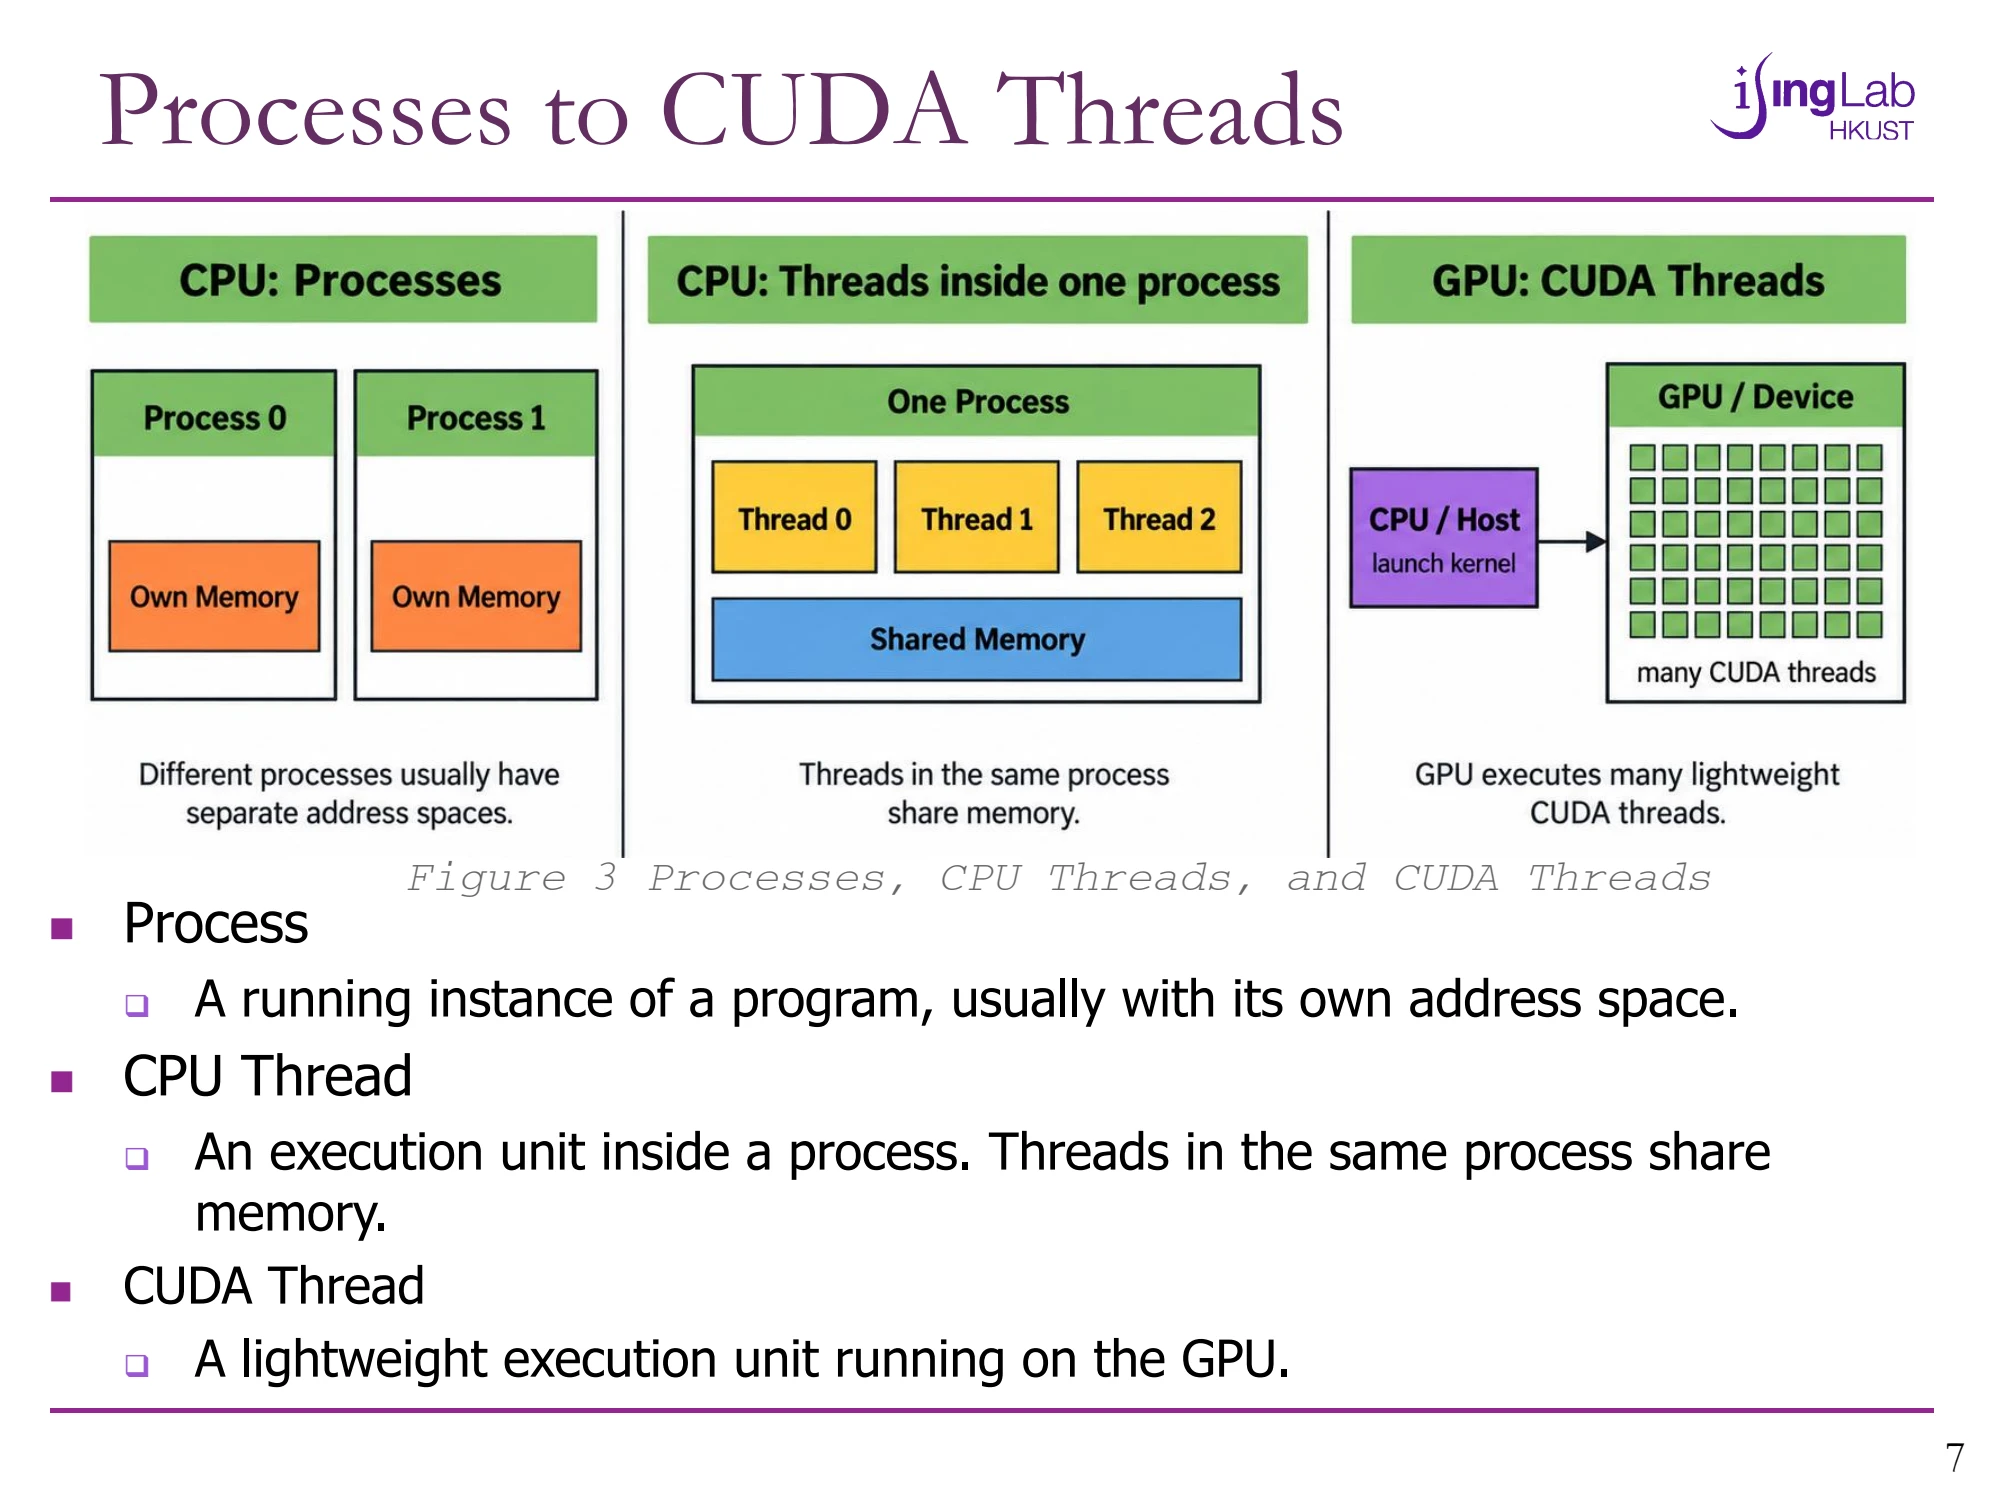 Processes to CUDA Threads
iSingLab
HKUST
CPU: Processes
Process 0
Process 1
Own Memory
Own Memory
Different processes usually have
separate address spaces.
CPU: Threads inside one process
One Process
Thread 0
Thread 1
Thread 2
Shared Memory
Threads in the same process
share memory.
GPU: CUDA Threads
CPU / Host
launch kernel
GPU / Device
many CUDA threads
GPU executes many lightweight
CUDA threads.
Figure 3 Processes, CPU Threads, and CUDA Threads
Process
A running instance of a program, usually with its own address space.
CPU Thread
An execution unit inside a process. Threads in the same process share
memory.
CUDA Thread
A lightweight execution unit running on the GPU.
7